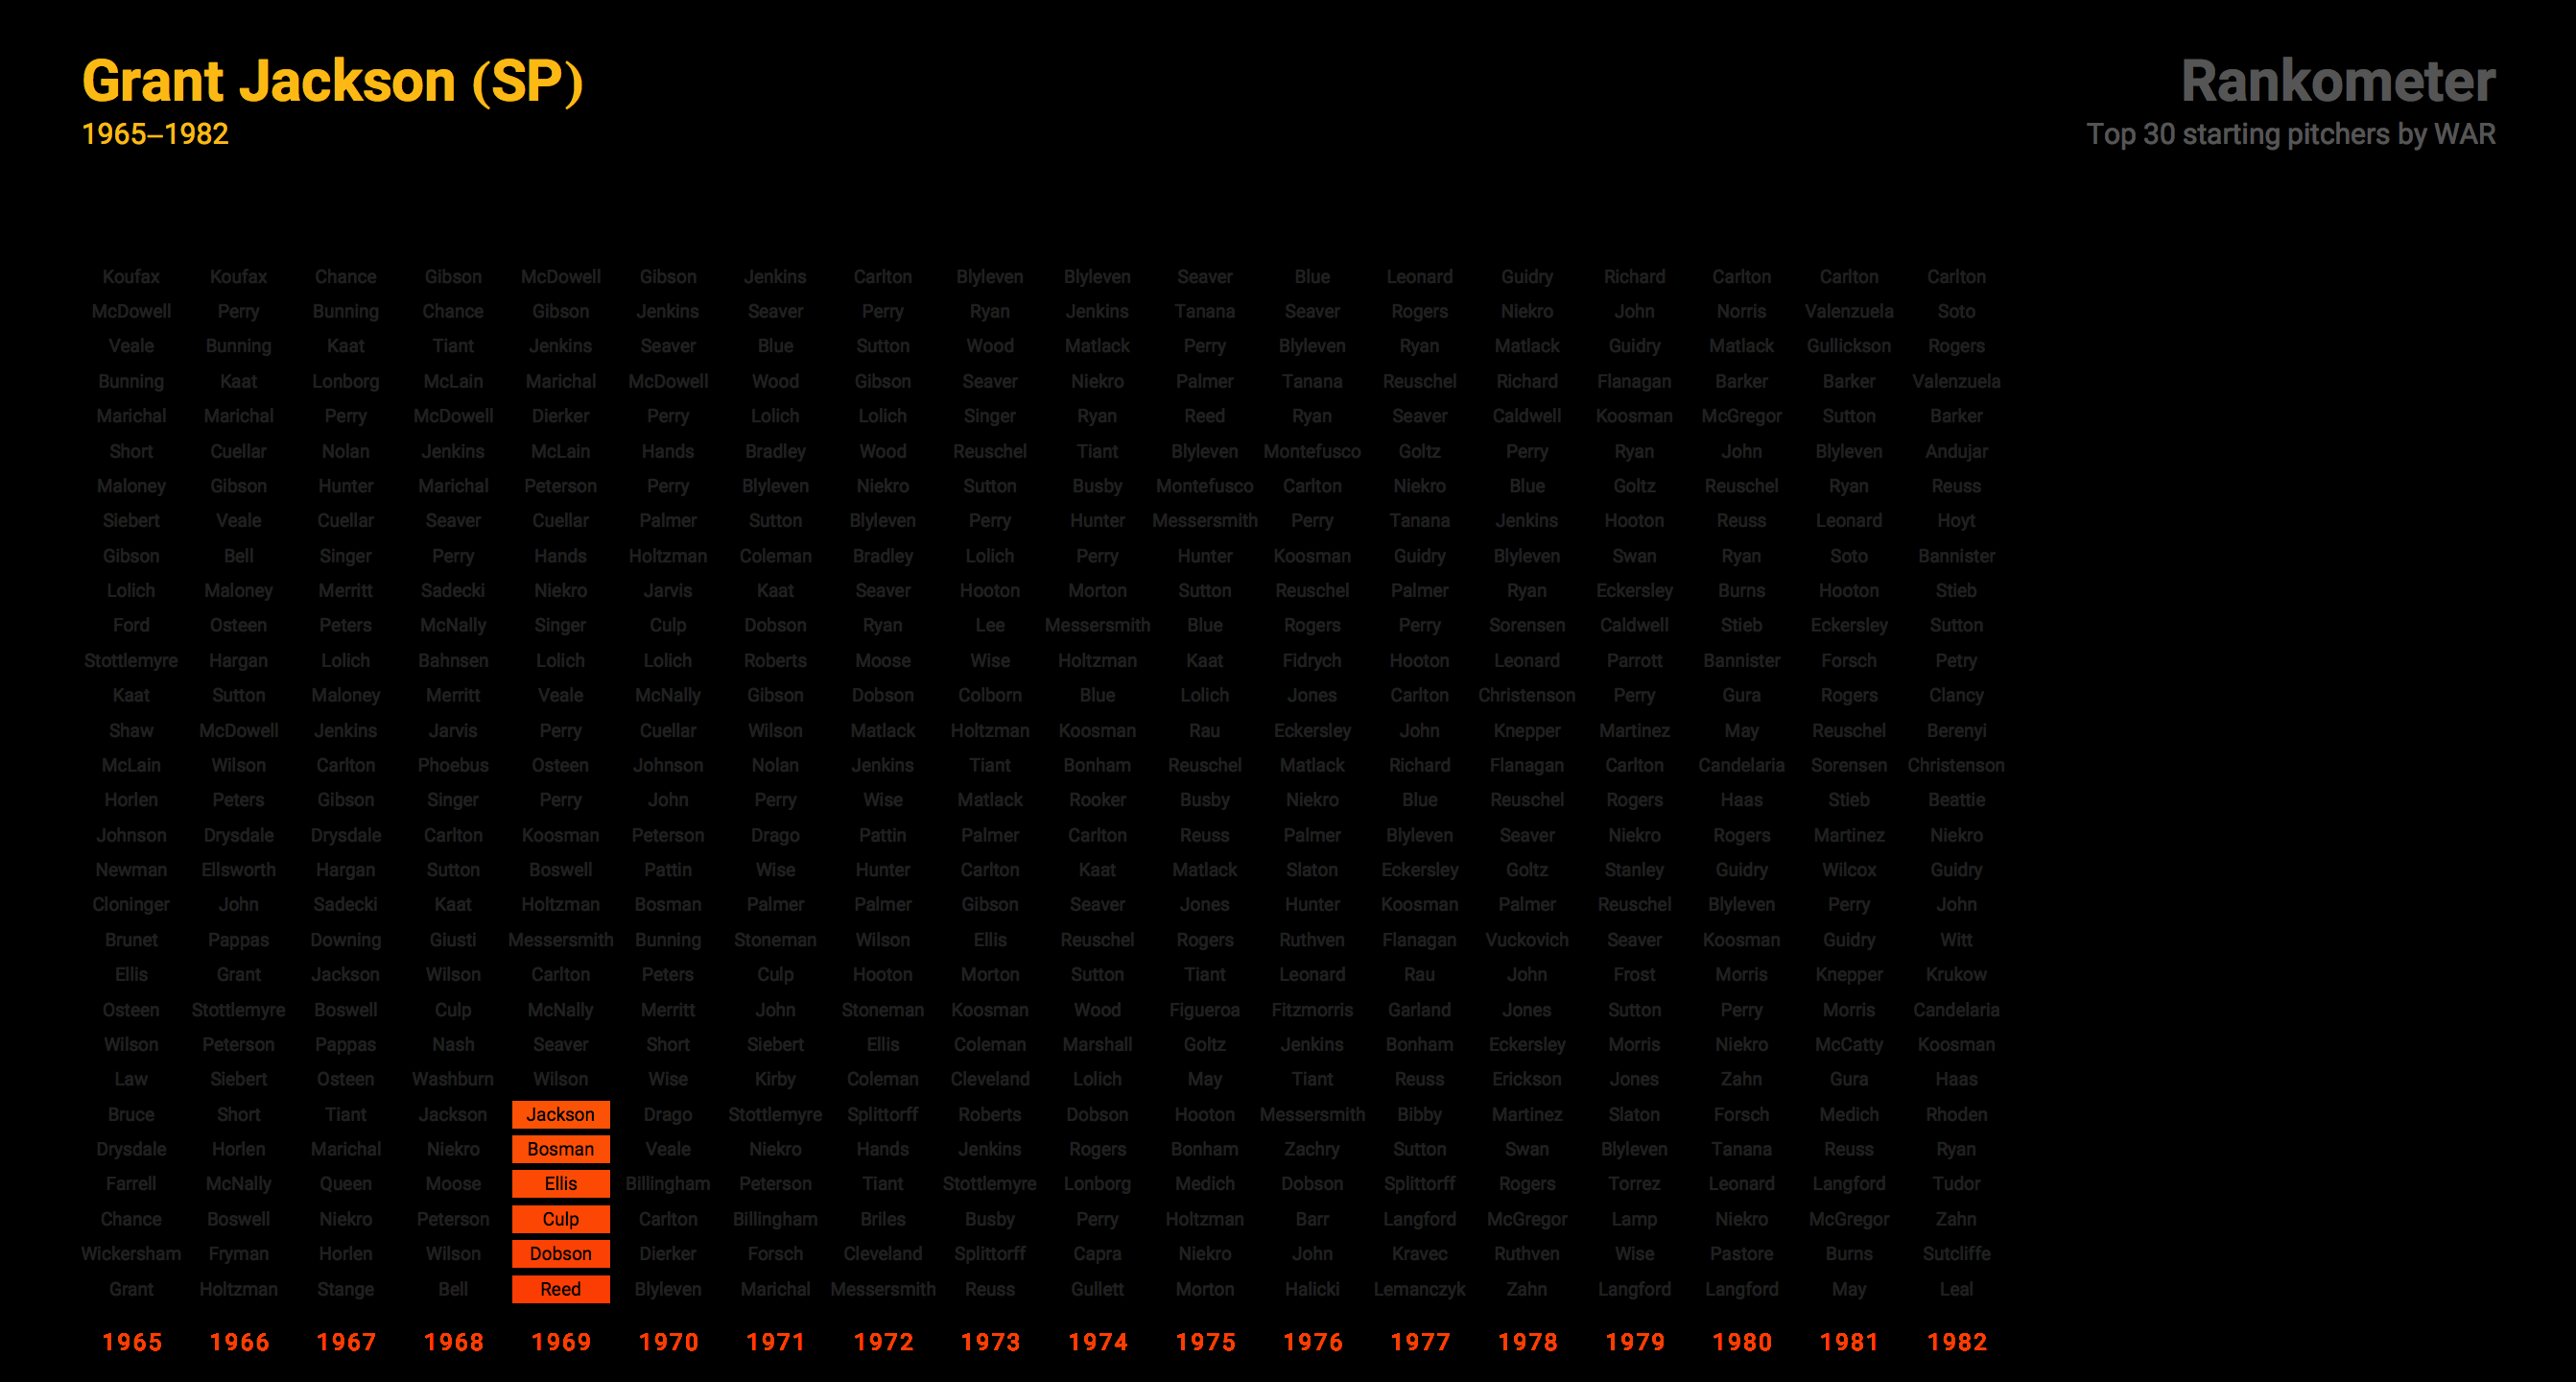 Grant Jackson (SP)
1965–1982
Rankometer
Top 30 starting pitchers by WAR
Koufax Koufax Chance Gibson McDowell Gibson Jenkins Carlton Blyleven Blyleven Seaver Blue Leonard Guidry Richard Carlton Carlton Carlton
McDowell Perry Bunning Chance Gibson Jenkins Seaver Perry Ryan Jenkins Tanana Seaver Rogers Niekro John Norris Valenzuela Soto
Veale Bunning Kaat Tiant Jenkins Seaver Blue Sutton Wood Matlack Perry Blyleven Ryan Matlack Guidry Matlack Gullickson Rogers
Bunning Kaat Lonborg McLain Marichal McDowell Wood Gibson Seaver Niekro Palmer Tanana Reuschel Richard Flanagan Barker Barker Valenzuela
Marichal Marichal Perry McDowell Dierker Perry Lolich Lolich Singer Ryan Reed Ryan Seaver Caldwell Koosman McGregor Sutton Barker
Short Cuellar Nolan Jenkins McLain Hands Bradley Wood Reuschel Tiant Blyleven Montefusco Goltz Perry Ryan John Blyleven Andujar
Maloney Gibson Hunter Marichal Peterson Perry Blyleven Niekro Sutton Busby Montefusco Carlton Niekro Blue Goltz Reuschel Ryan Reuss
Siebert Veale Cuellar Seaver Cuellar Palmer Sutton Blyleven Perry Hunter Messersmith Perry Tanana Jenkins Hooton Reuss Leonard Hoyt
Gibson Bell Singer Perry Hands Holtzman Coleman Bradley Lolich Perry Hunter Koosman Guidry Blyleven Swan Ryan Soto Bannister
Lolich Maloney Merritt Sadecki Niekro Jarvis Kaat Seaver Hooton Morton Sutton Reuschel Palmer Ryan Eckersley Burns Hooton Stieb
Ford Osteen Peters McNally Singer Culp Dobson Ryan Lee Messersmith Blue Rogers Perry Sorensen Caldwell Stieb Eckersley Sutton
Stottlemyre Hargan Lolich Bahnsen Lolich Lolich Roberts Moose Wise Holtzman Kaat Fidrych Hooton Leonard Parrott Bannister Forsch Petry
Kaat Sutton Maloney Merritt Veale McNally Gibson Dobson Colborn Blue Lolich Jones Carlton Christenson Perry Gura Rogers Clancy
Shaw McDowell Jenkins Jarvis Perry Cuellar Wilson Matlack Holtzman Koosman Rau Eckersley John Knepper Martinez May Reuschel Berenyi
McLain Wilson Carlton Phoebus Osteen Johnson Nolan Jenkins Tiant Bonham Reuschel Matlack Richard Flanagan Carlton Candelaria Sorensen Christenson
Horlen Peters Gibson Singer Perry John Perry Wise Matlack Rooker Busby Niekro Blue Reuschel Rogers Haas Stieb Beattie
Johnson Drysdale Drysdale Carlton Koosman Peterson Drago Pattin Palmer Carlton Reuss Palmer Blyleven Seaver Niekro Rogers Martinez Niekro
Newman Ellsworth Hargan Sutton Boswell Pattin Wise Hunter Carlton Kaat Matlack Slaton Eckersley Goltz Stanley Guidry Wilcox Guidry
Cloninger John Sadecki Kaat Holtzman Bosman Palmer Palmer Gibson Seaver Jones Hunter Koosman Palmer Reuschel Blyleven Perry John
Brunet Pappas Downing Giusti Messersmith Bunning Stoneman Wilson Ellis Reuschel Rogers Ruthven Flanagan Vuckovich Seaver Koosman Guidry Witt
Ellis Grant Jackson Wilson Carlton Peters Culp Hooton Morton Sutton Tiant Leonard Rau John Frost Morris Knepper Krukow
Osteen Stottlemyre Boswell Culp McNally Merritt John Stoneman Koosman Wood Figueroa Fitzmorris Garland Jones Sutton Perry Morris Candelaria
Wilson Peterson Pappas Nash Seaver Short Siebert Ellis Coleman Marshall Goltz Jenkins Bonham Eckersley Morris Niekro McCatty Koosman
Law Siebert Osteen Washburn Wilson Wise Kirby Coleman Cleveland Lolich May Tiant Reuss Erickson Jones Zahn Gura Haas
Bruce Short Tiant Jackson Jackson Drago Stottlemyre Splittorff Roberts Dobson Hooton Messersmith Bibby Martinez Slaton Forsch Medich Rhoden
Drysdale Horlen Marichal Niekro Bosman Veale Niekro Hands Jenkins Rogers Bonham Zachry Sutton Swan Blyleven Tanana Reuss Ryan
Farrell McNally Queen Moose Ellis Billingham Peterson Tiant Stottlemyre Lonborg Medich Dobson Splittorff Rogers Torrez Leonard Langford Tudor
Chance Boswell Niekro Peterson Culp Carlton Billingham Briles Busby Perry Holtzman Barr Langford McGregor Lamp Niekro McGregor Zahn
Wickersham Fryman Horlen Wilson Dobson Dierker Forsch Cleveland Splittorff Capra Niekro John Kravec Ruthven Wise Pastore Burns Sutcliffe
Grant Holtzman Stange Bell Reed Blyleven Marichal Messersmith Reuss Gullett Morton Halicki Lemanczyk Zahn Langford Langford May Leal
1965 1966 1967 1968 1969 1970 1971 1972 1973 1974 1975 1976 1977 1978 1979 1980 1981 1982